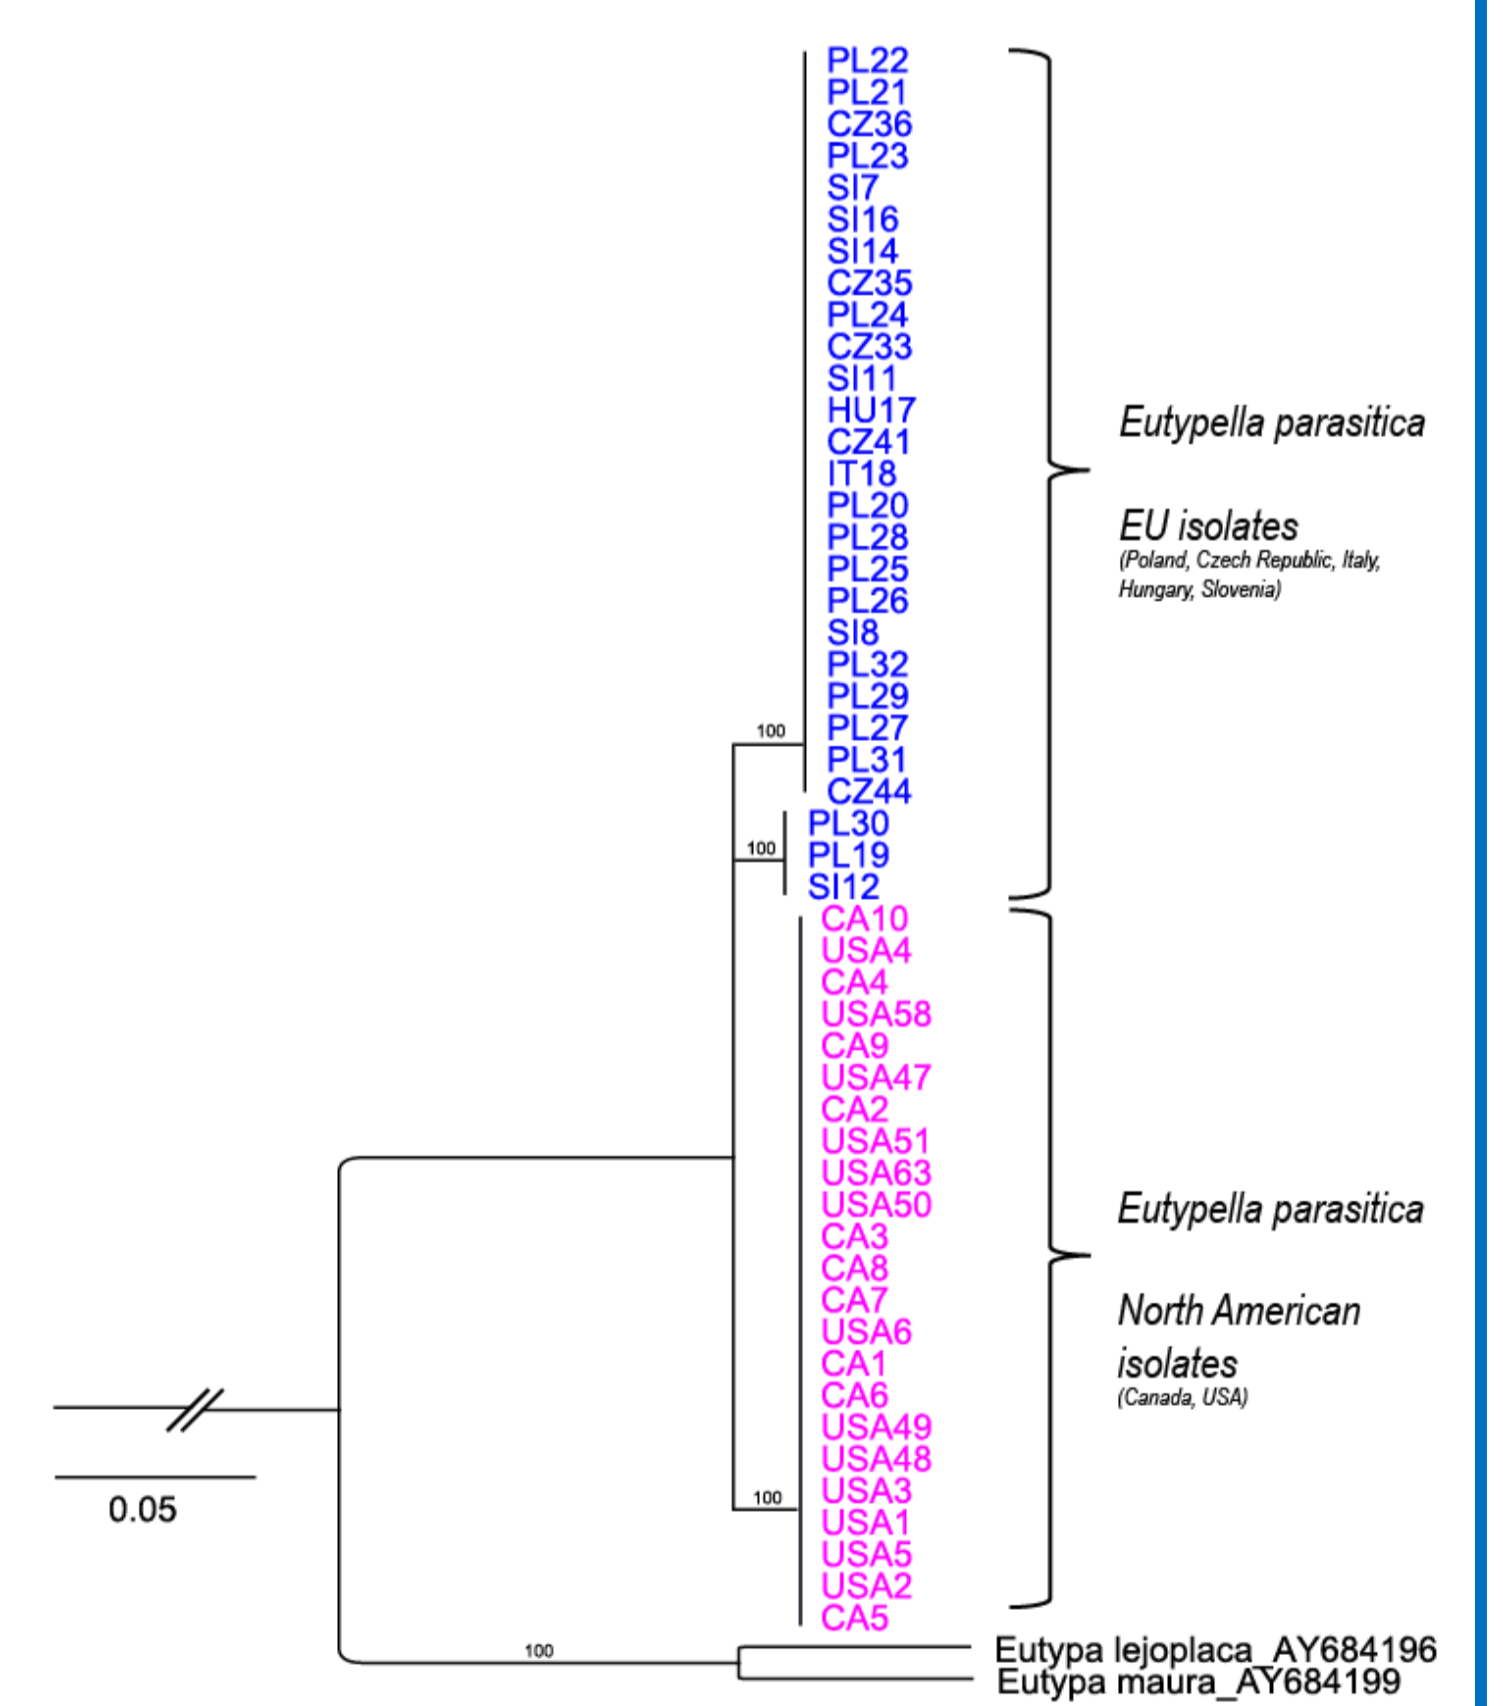 PL22
PL21
CZ36
PL23
SI7
SI16
SI14
CZ35
PL24
CZ33
SI11
HU17
CZ41
IT18
PL20
PL28
PL25
PL26
SI8
PL32
PL29
PL27
PL31
CZ44
100
PL30
PL19
SI12
100
Eutypella parasitica
EU isolates
(Poland, Czech Republic, Italy,
Hungary, Slovenia)
CA10
USA4
CA4
USA58
CA9
USA47
CA2
USA51
USA63
USA50
CA3
CA8
CA7
USA6
CA1
CA6
USA49
USA48
USA3
USA1
USA5
USA2
CA5
100
Eutypella parasitica
North American
isolates
(Canada, USA)
0.05
100
Eutypa lejoplaca_AY684196
Eutypa maura_AY684199